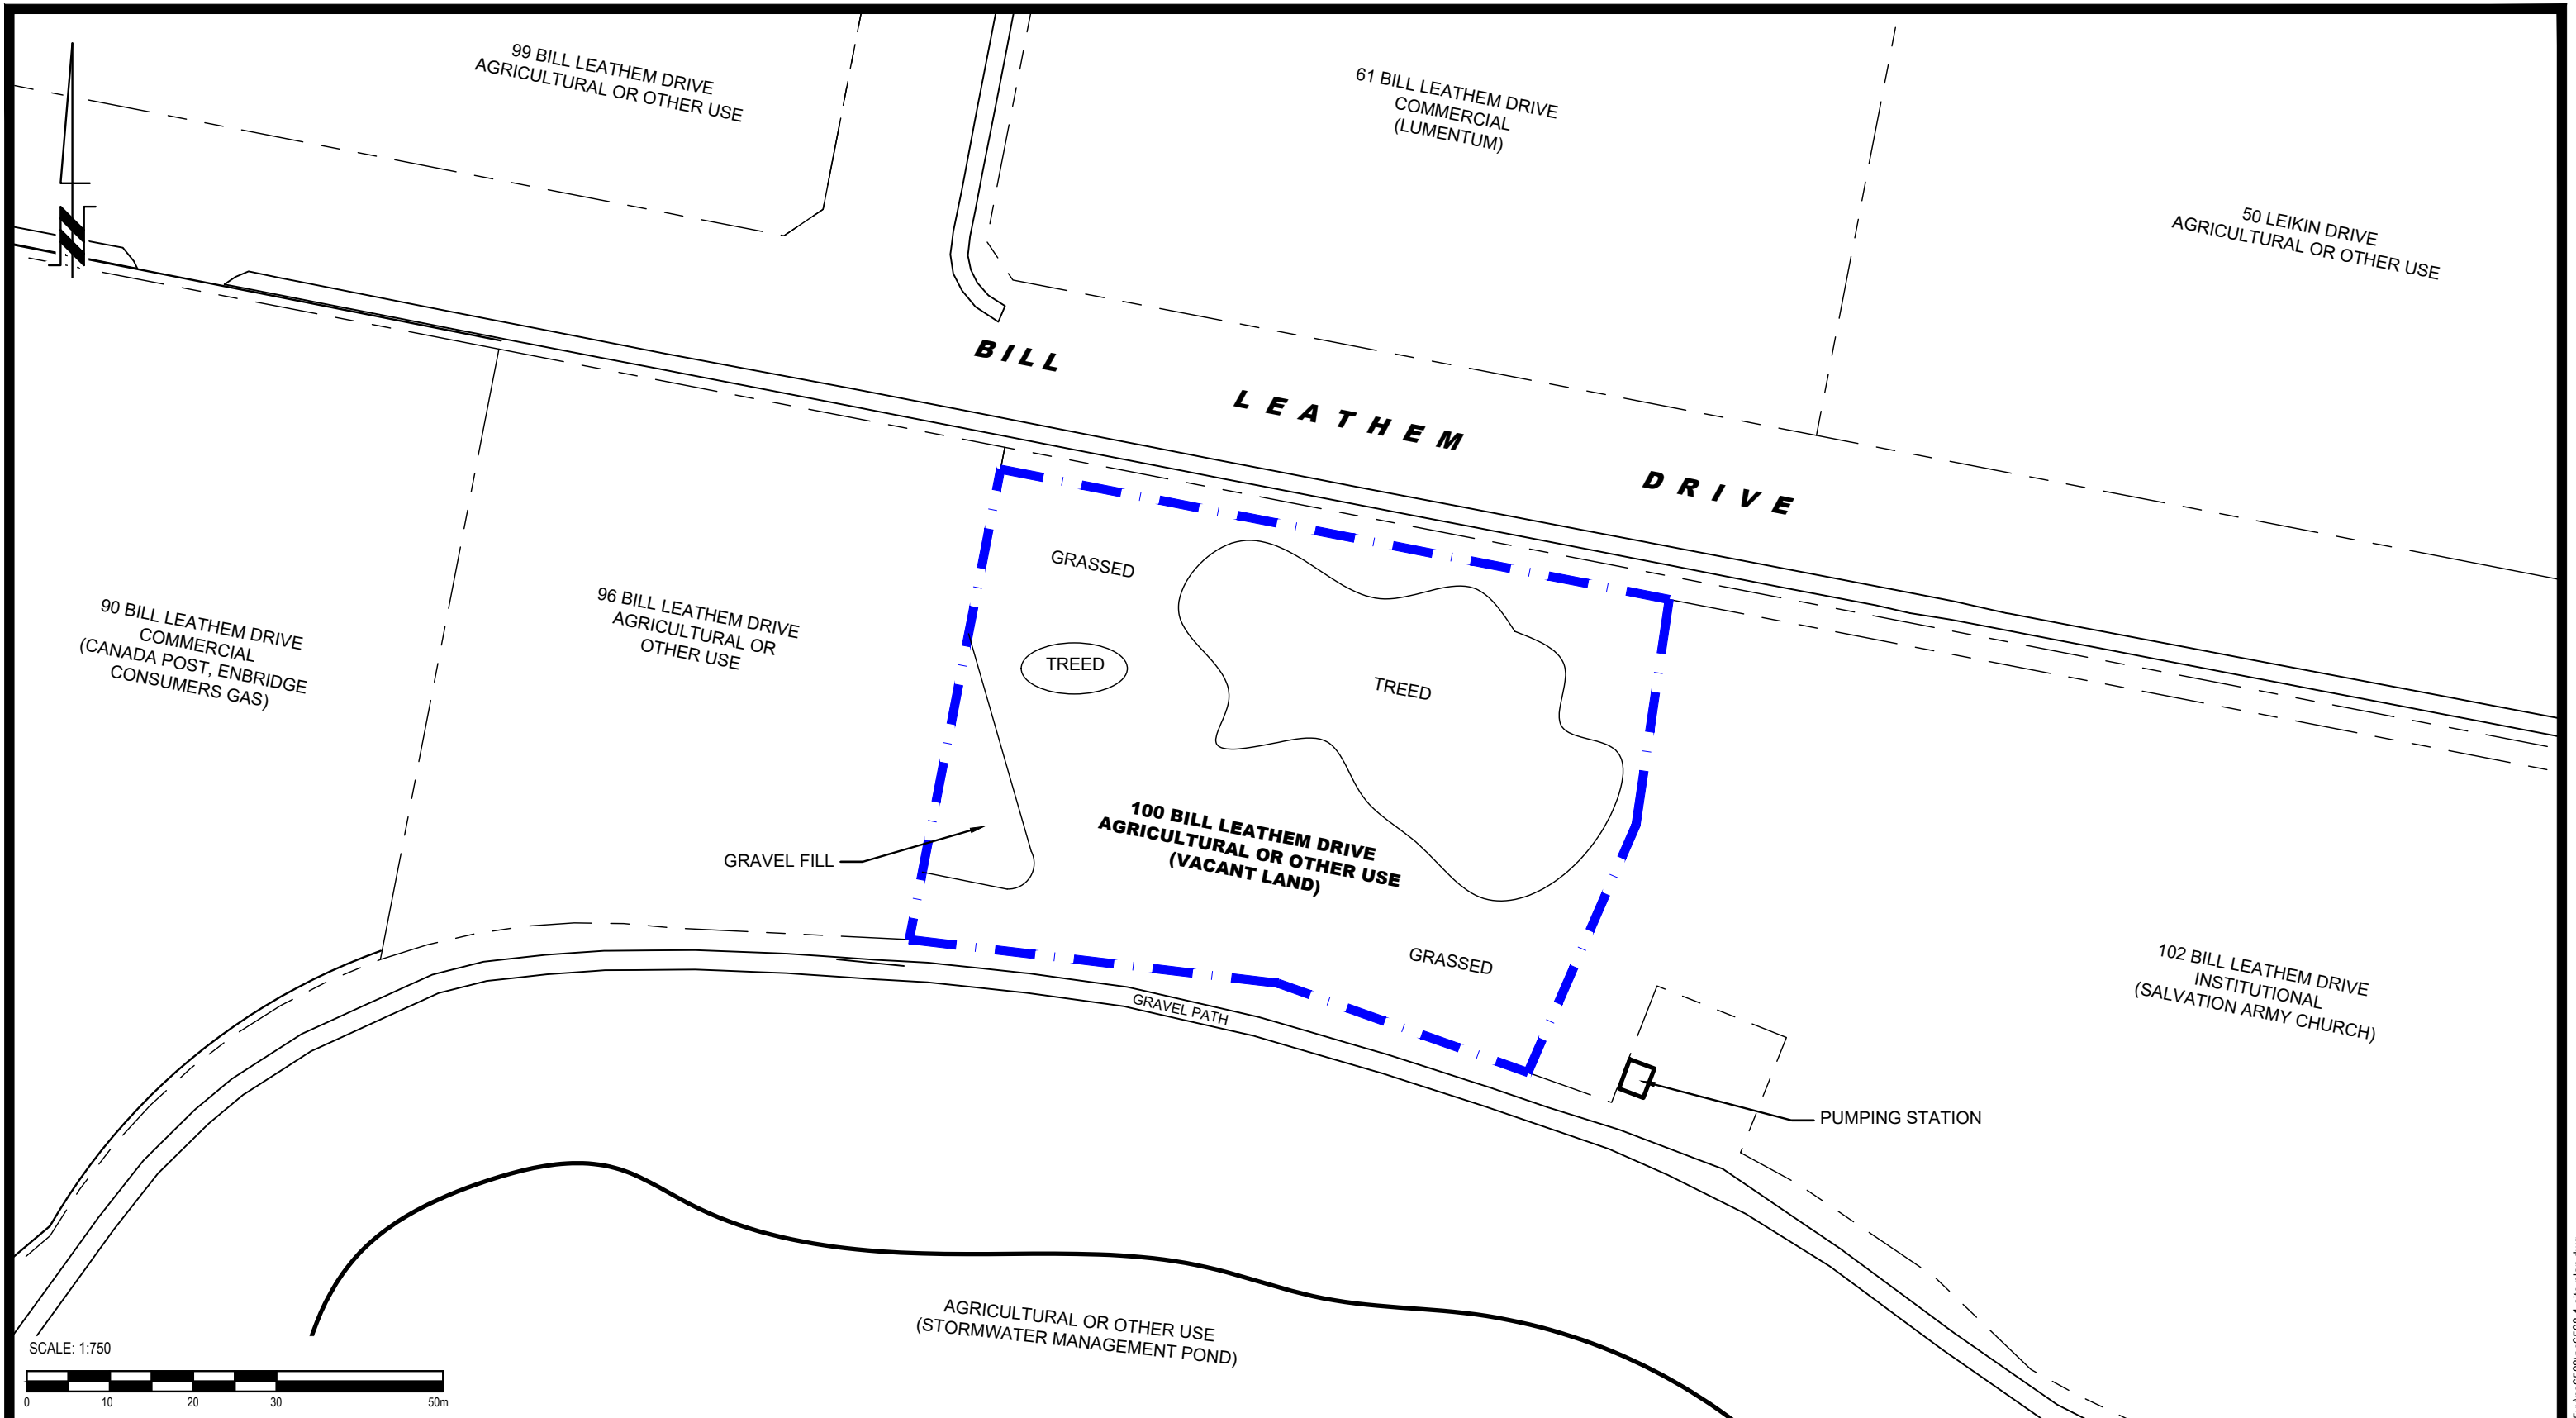 99 BILL LEATHEM DRIVE
AGRICULTURAL OR OTHER USE
61 BILL LEATHEM DRIVE
COMMERCIAL
(LUMENTUM)
50 LEIKIN DRIVE
AGRICULTURAL OR OTHER USE
BILL LEATHEM DRIVE
90 BILL LEATHEM DRIVE
COMMERCIAL
(CANADA POST, ENBRIDGE
CONSUMERS GAS)
96 BILL LEATHEM DRIVE
AGRICULTURAL OR
OTHER USE
GRASSED
TREED
TREED
100 BILL LEATHEM DRIVE
AGRICULTURAL OR OTHER USE
(VACANT LAND)
GRAVEL FILL
GRASSED
GRAVEL PATH
102 BILL LEATHEM DRIVE
INSTITUTIONAL
(SALVATION ARMY CHURCH)
PUMPING STATION
AGRICULTURAL OR OTHER USE
(STORMWATER MANAGEMENT POND)
SCALE: 1:750
0 10 20 30 50m